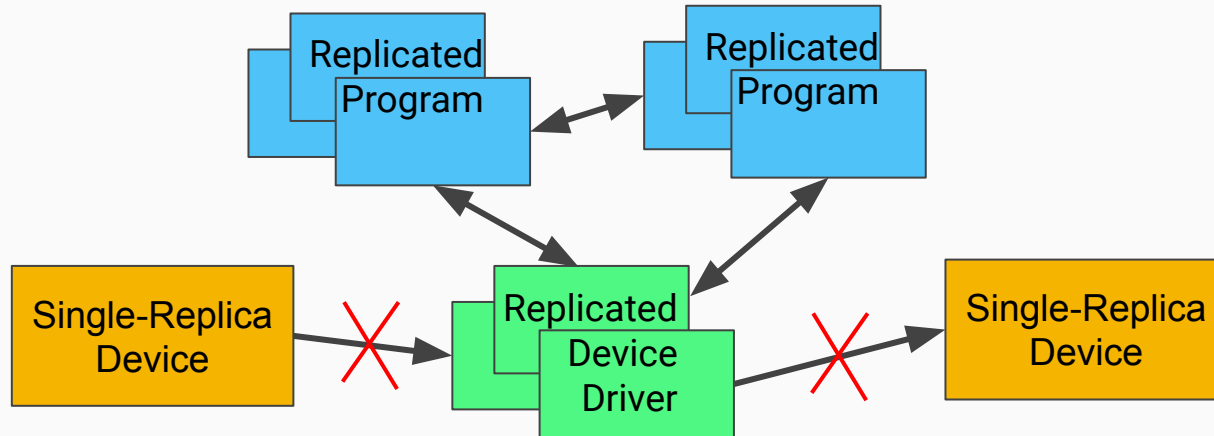 Replicated
Program
Replicated
Program
Single-Replica
Device
Replicated
Device
Driver
Single-Replica
Device